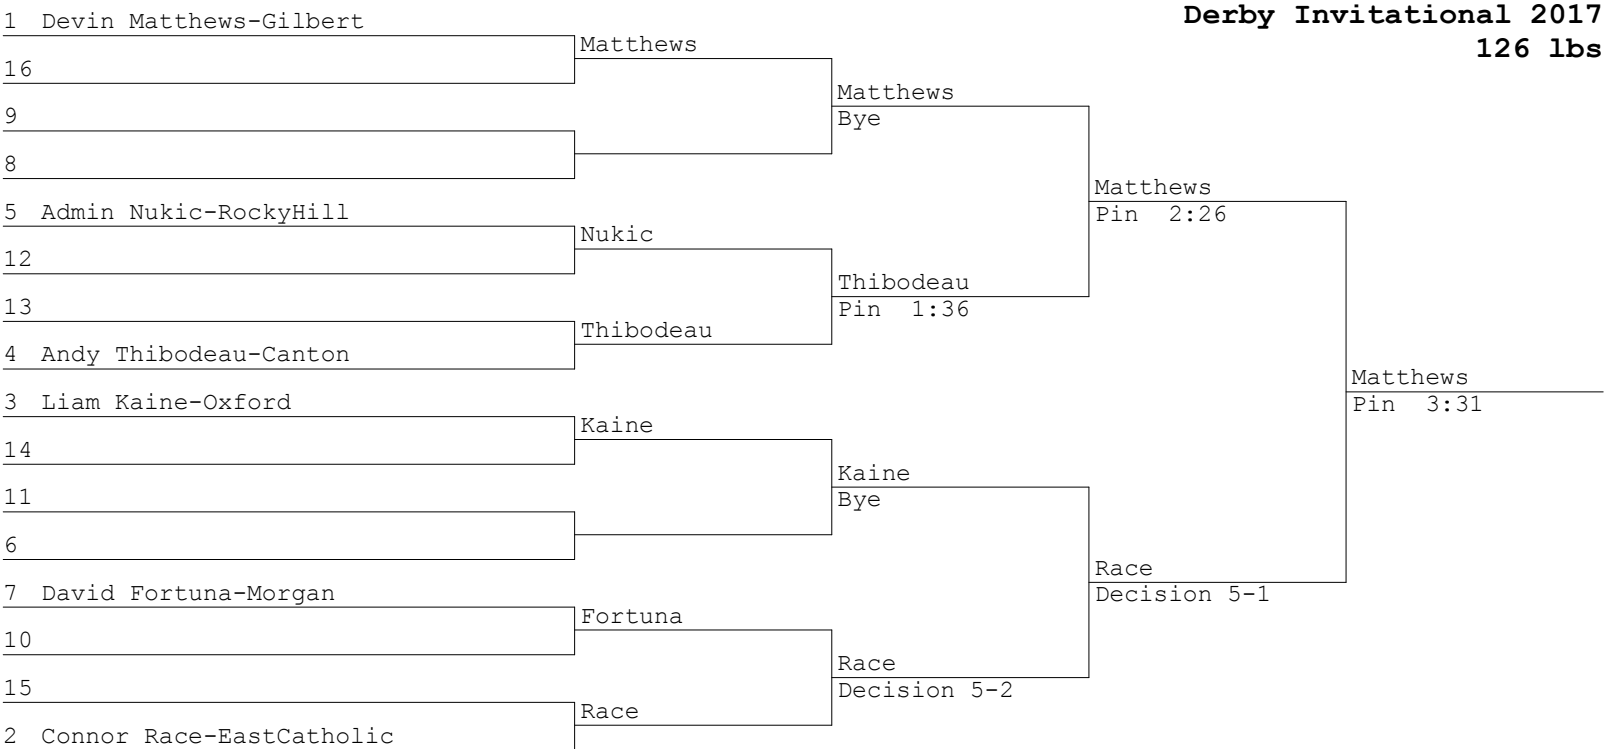 Derby Invitational 2017
126 lbs
1 Devin Matthews-Gilbert
16
9
8
5 Admin Nukic-RockyHill
12
13
4 Andy Thibodeau-Canton
3 Liam Kaine-Oxford
14
11
6
7 David Fortuna-Morgan
10
15
2 Connor Race-EastCatholic
Matthews
Nukic
Thibodeau
Kaine
Fortuna
Race
Matthews
Bye
Thibodeau
Pin 1:36
Kaine
Bye
Race
Decision 5-2
Matthews
Pin 2:26
Race
Decision 5-1
Matthews
Pin 3:31